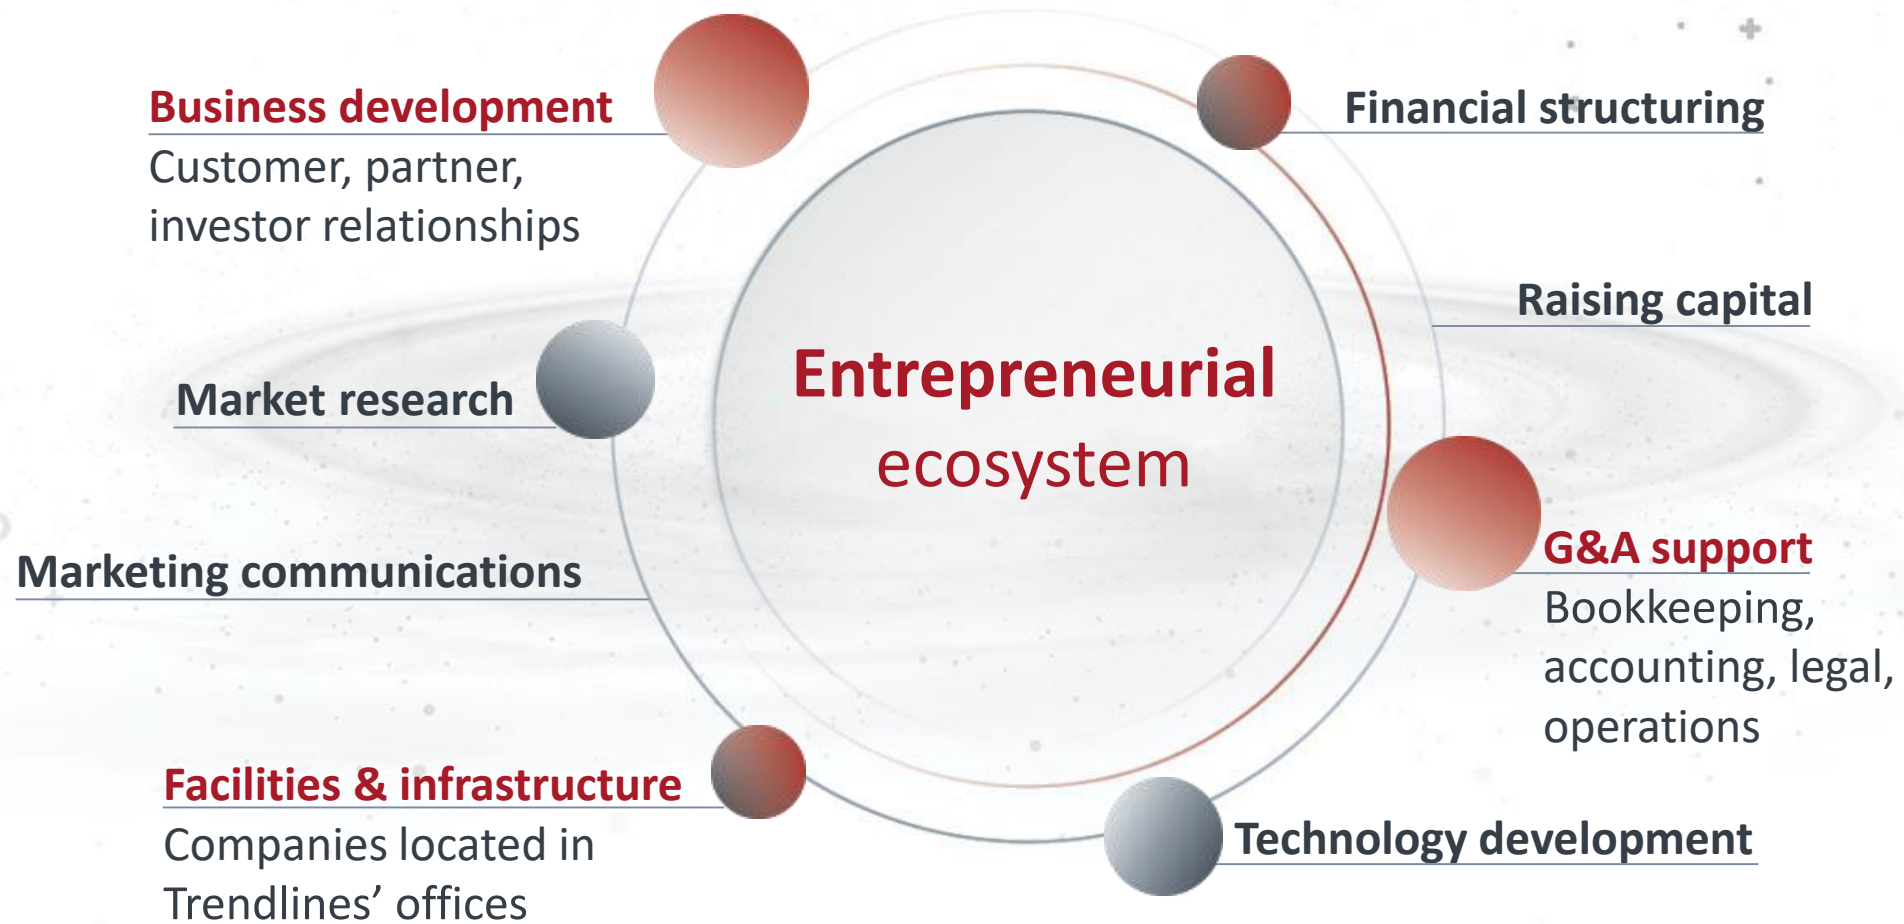 Business development
Customer, partner,
investor relationships
Market research
Marketing communications
Facilities & infrastructure
Companies located in
Trendlines’ offices
Entrepreneurial
ecosystem
Financial structuring
Raising capital
G&A support
Bookkeeping,
accounting, legal,
operations
Technology development